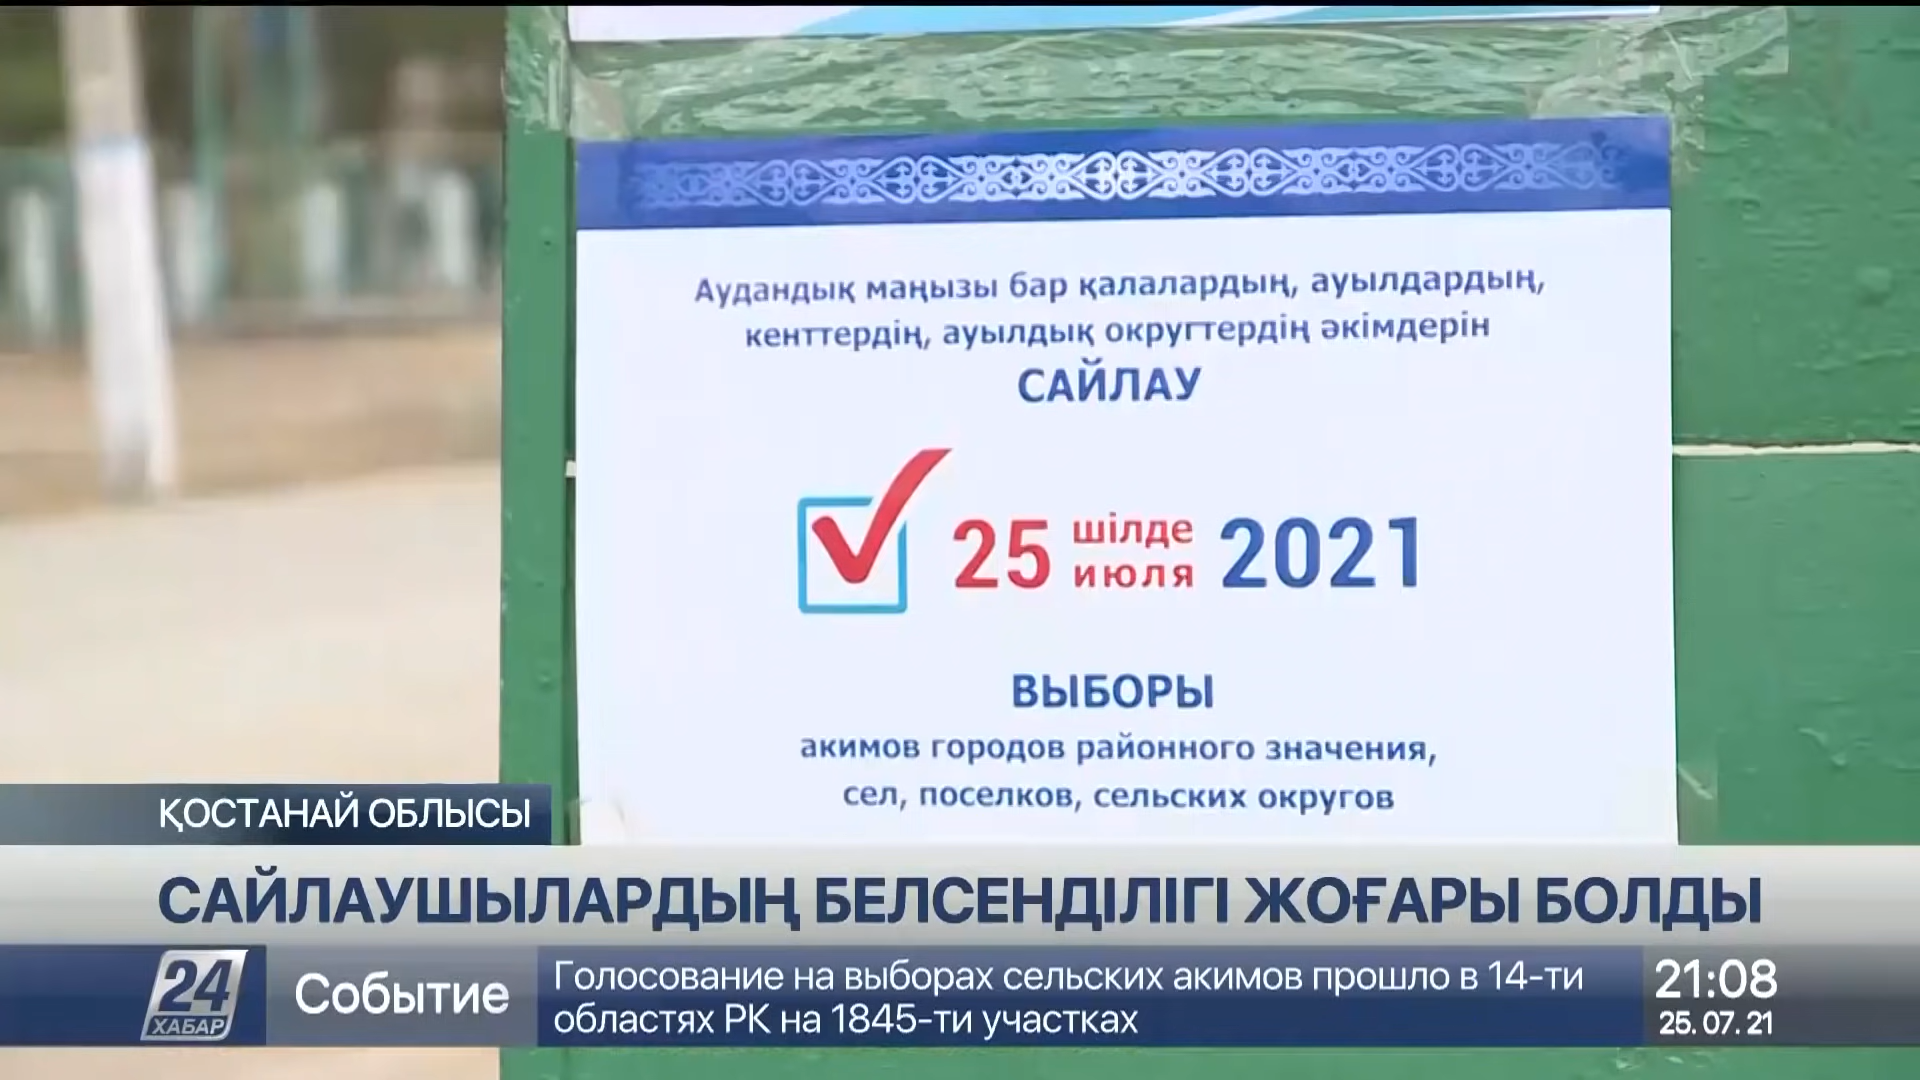 Аудандық маңызы бар қалалардың, ауылдардың,
кенттердің, ауылдық округтердің әкімдерін
САЙЛАУ
25 шілде 2021
июля
ВЫБОРЫ
акимов городов районного значения,
сел, поселков, сельских округов
ҚОСТАНАЙ ОБЛЫСЫ
САЙЛАУШЫЛАРДЫҢ БЕЛСЕНДІЛІГІ ЖОҒАРЫ БОЛДЫ
24
ХАБАР
Событие
Голосование на выборах сельских акимов прошло в 14-ти
областях РК на 1845-ти участках
21:08
25. 07. 21